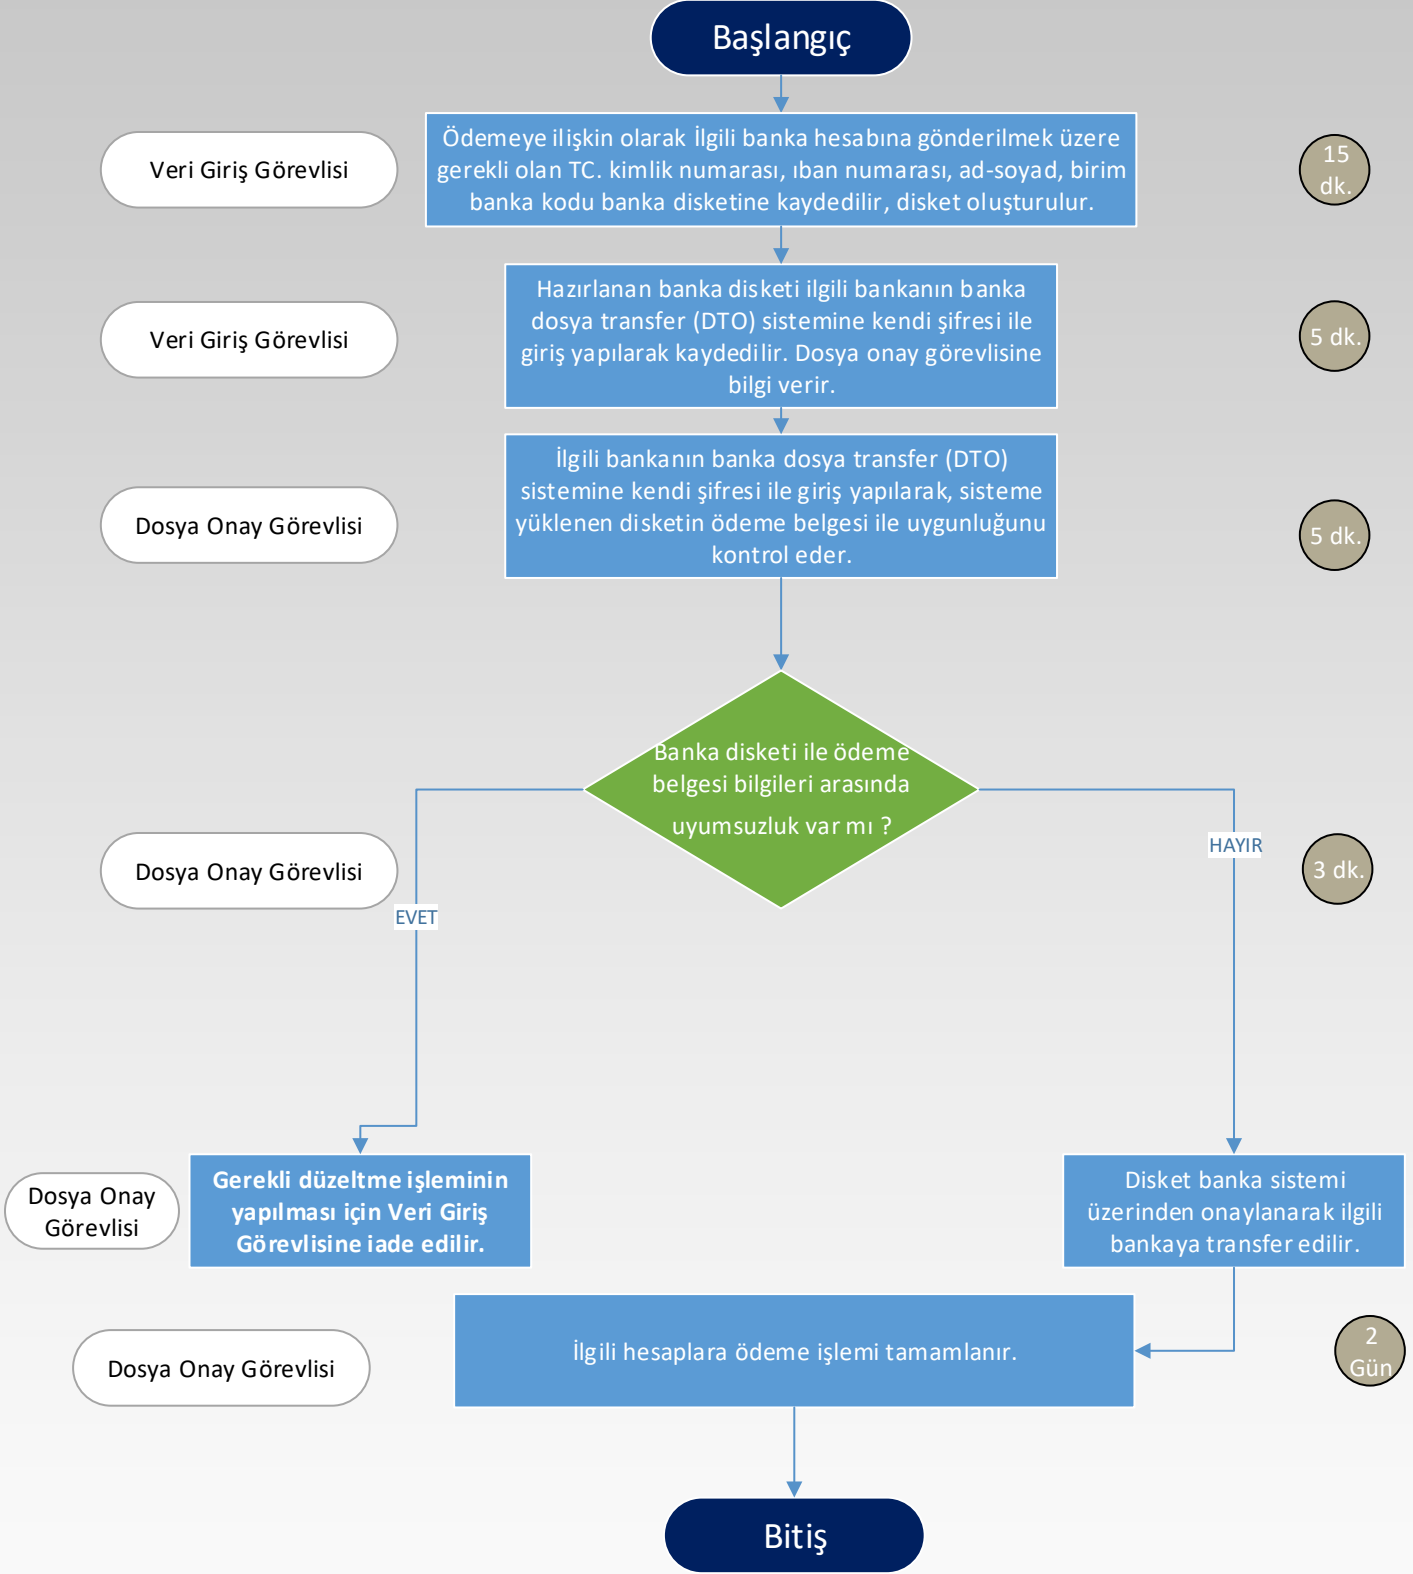 Başlangıç
Veri Giriş Görevlisi
Ödemeye ilişkin olarak İlgili banka hesabına gönderilmek üzere
gerekli olan TC. kimlik numarası, ıban numarası, ad-soyad, birim
banka kodu banka disketine kaydedilir, disket oluşturulur.
15
dk.
Veri Giriş Görevlisi
Hazırlanan banka disketi ilgili bankanın banka
dosya transfer (DTO) sistemine kendi şifresi ile
giriş yapılarak kaydedilir. Dosya onay görevlisine
bilgi verir.
5 dk.
Dosya Onay Görevlisi
İlgili bankanın banka dosya transfer (DTO)
sistemine kendi şifresi ile giriş yapılarak, sisteme
yüklenen disketin ödeme belgesi ile uygunluğunu
kontrol eder.
5 dk.
Banka disketi ile ödeme
belgesi bilgileri arasında
uyumsuzluk var mı ?
HAYIR
Dosya Onay Görevlisi
3 dk.
EVET
Dosya Onay
Görevlisi
Gerekli düzeltme işleminin
yapılması için Veri Giriş
Görevlisine iade edilir.
Disket banka sistemi
üzerinden onaylanarak ilgili
bankaya transfer edilir.
Dosya Onay Görevlisi
İlgili hesaplara ödeme işlemi tamamlanır.
2
Gün
Bitiş